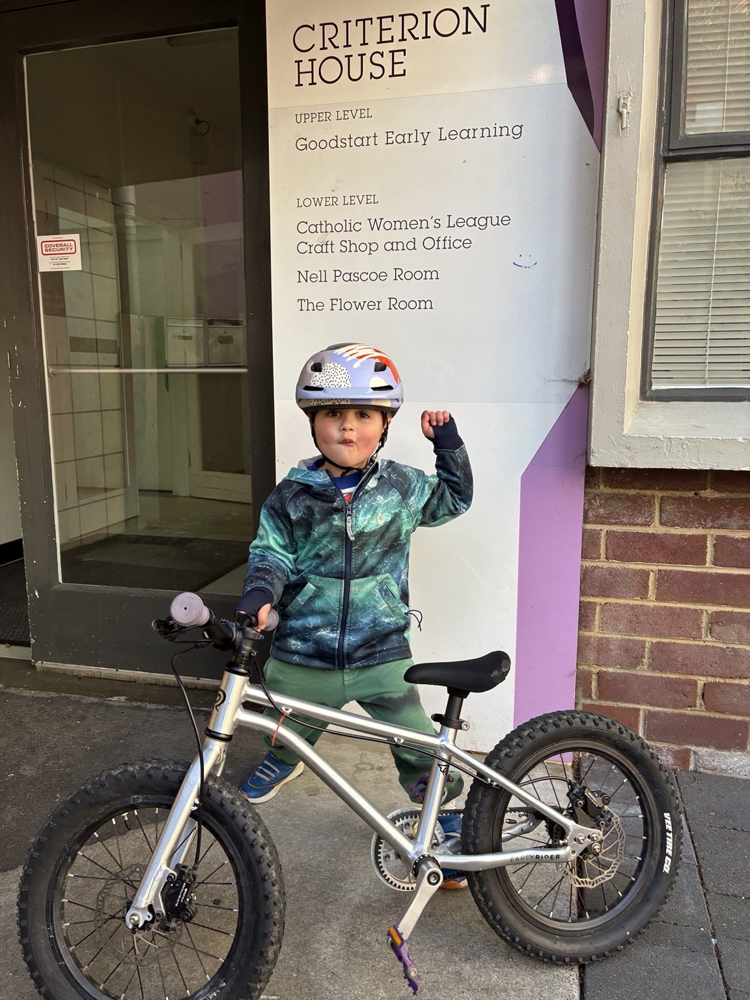 CRITERION
HOUSE
UPPER LEVEL
Goodstart Early Learning
LOWER LEVEL
Catholic Women's League
Craft Shop and Office
Nell Pascoe Room
The Flower Room
COVERALL
SECURITY
R
EARLYRIDER
VEE TIRE CO.